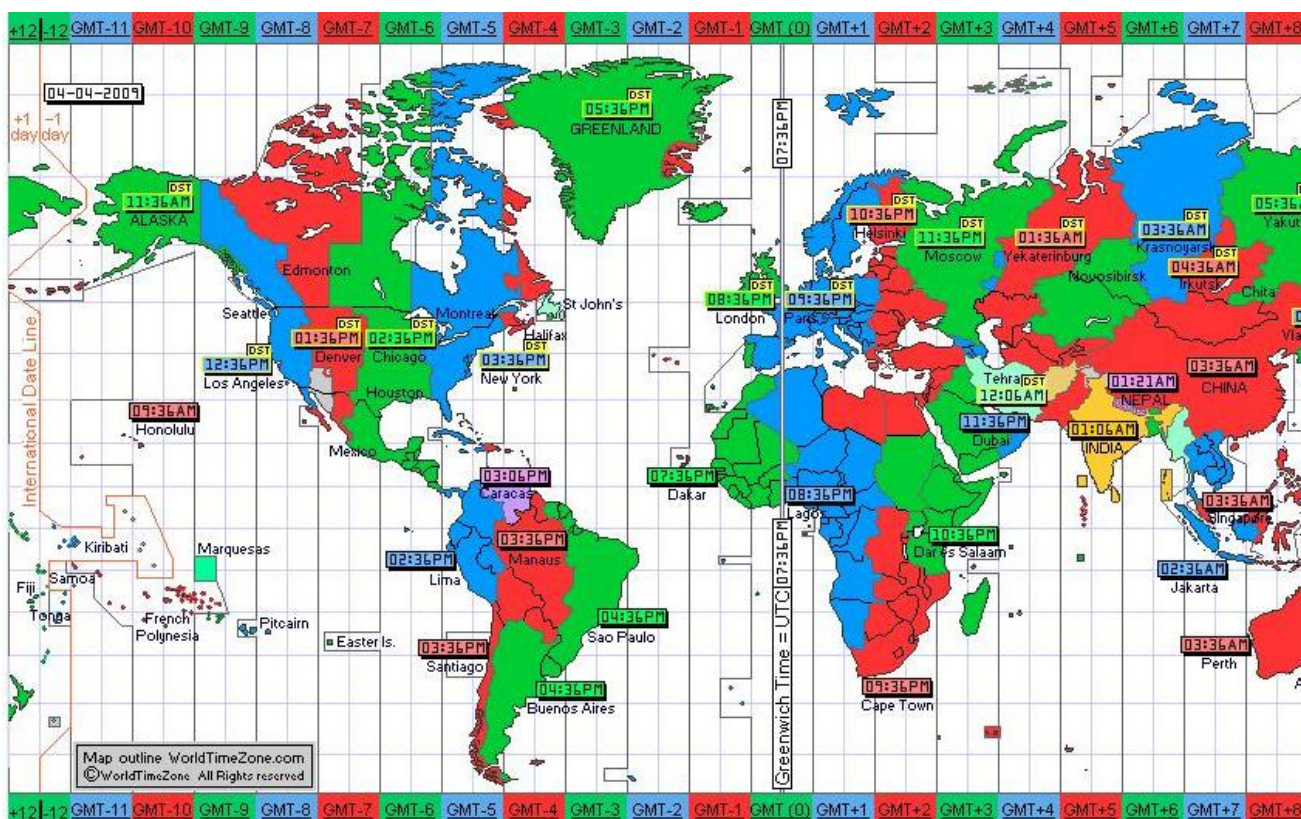 +12 -12 GMT-11 GMT-10 GMT-9 GMT-8 GMT-7 GMT-6 GMT-5 GMT-4 GMT-3 GMT-2 GMT-1 GMT (0) GMT+1 GMT+2 GMT+3 GMT+4 GMT+5 GMT+6 GMT+7 GMT+8
04-04-2009
+1 -1
day day
International Date Line
DST
11:36AM
ALASKA
DST
05:36PM
GREENLAND
07:36PM
Edmonton
Seattle
Montreal
St John's
Halifax
DST
12:36PM
Los Angeles
DST
01:36PM
Denver
DST
02:36PM
Chicago
DST
03:36PM
New York
Houston
09:36AM
Honolulu
Mexico
03:06PM
Caracas
03:36PM
Manaus
02:36PM
Lima
04:36PM
Sao Paulo
03:36PM
Santiago
04:36PM
Buenos Aires
Kiribati
Marquesas
Samoa
Fiji
Tonga
French
Polynesia
Pitcairn
Easter Is.
DST
08:36PM
London
DST
09:36PM
Paris
DST
10:36PM
Helsinki
DST
11:36PM
Moscow
DST
01:36AM
Yekaterinburg
Novosibirsk
DST
03:36AM
Krasnoyarsk
DST
04:36AM
Irkutsk
Chita
DST
05:36A
Yakut
Vla
Tehra
DST
12:06AM
11:36PM
Dubai
01:06AM
INDIA
01:21AM
NEPAL
03:36AM
CHINA
07:36PM
Dakar
08:36PM
Lagos
10:36PM
Dar es Salaam
09:36PM
Cape Town
03:36AM
Singapore
02:36AM
Jakarta
03:36AM
Perth
A
Greenwich Time = UTC 07:36PM
Map outline WorldTimeZone.com
©WorldTimeZone All Rights reserved
+12 -12 GMT-11 GMT-10 GMT-9 GMT-8 GMT-7 GMT-6 GMT-5 GMT-4 GMT-3 GMT-2 GMT-1 GMT (0) GMT+1 GMT+2 GMT+3 GMT+4 GMT+5 GMT+6 GMT+7 GMT+8